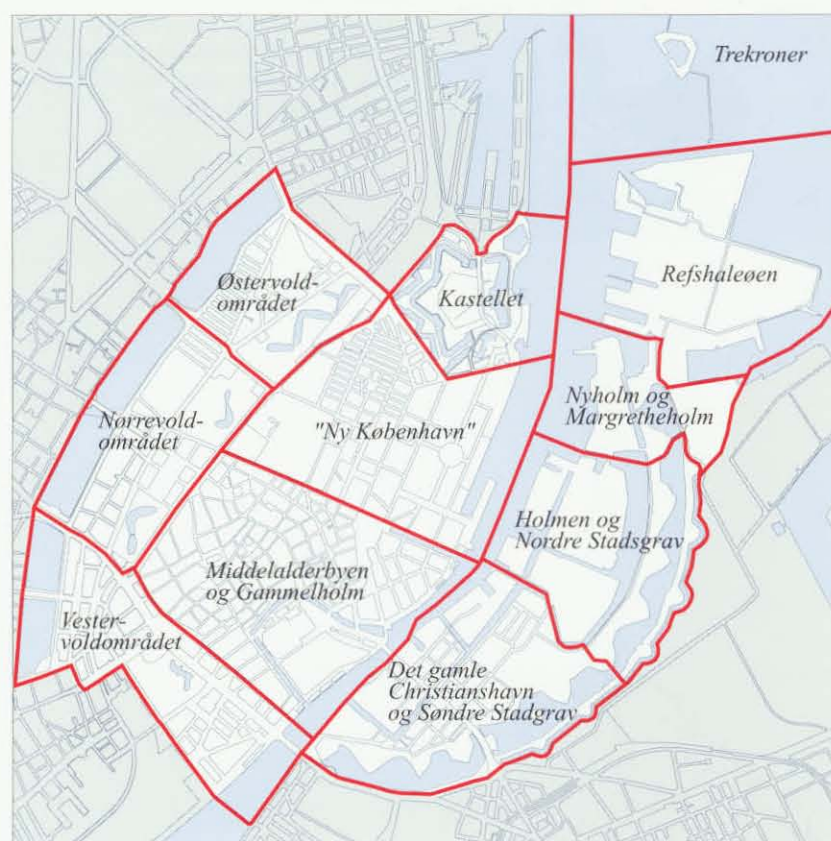 Trekroner
Refshaleøen
Østervold-
området
Kastellet
Nyholm og
Margretheholm
Nørrevold-
området
"Ny København"
Holmen og
Nordre Stadsgrav
Middelalderbyen
og Gammelholm
Vester-
voldområdet
Det gamle
Christianshavn
og Søndre Stadgrav